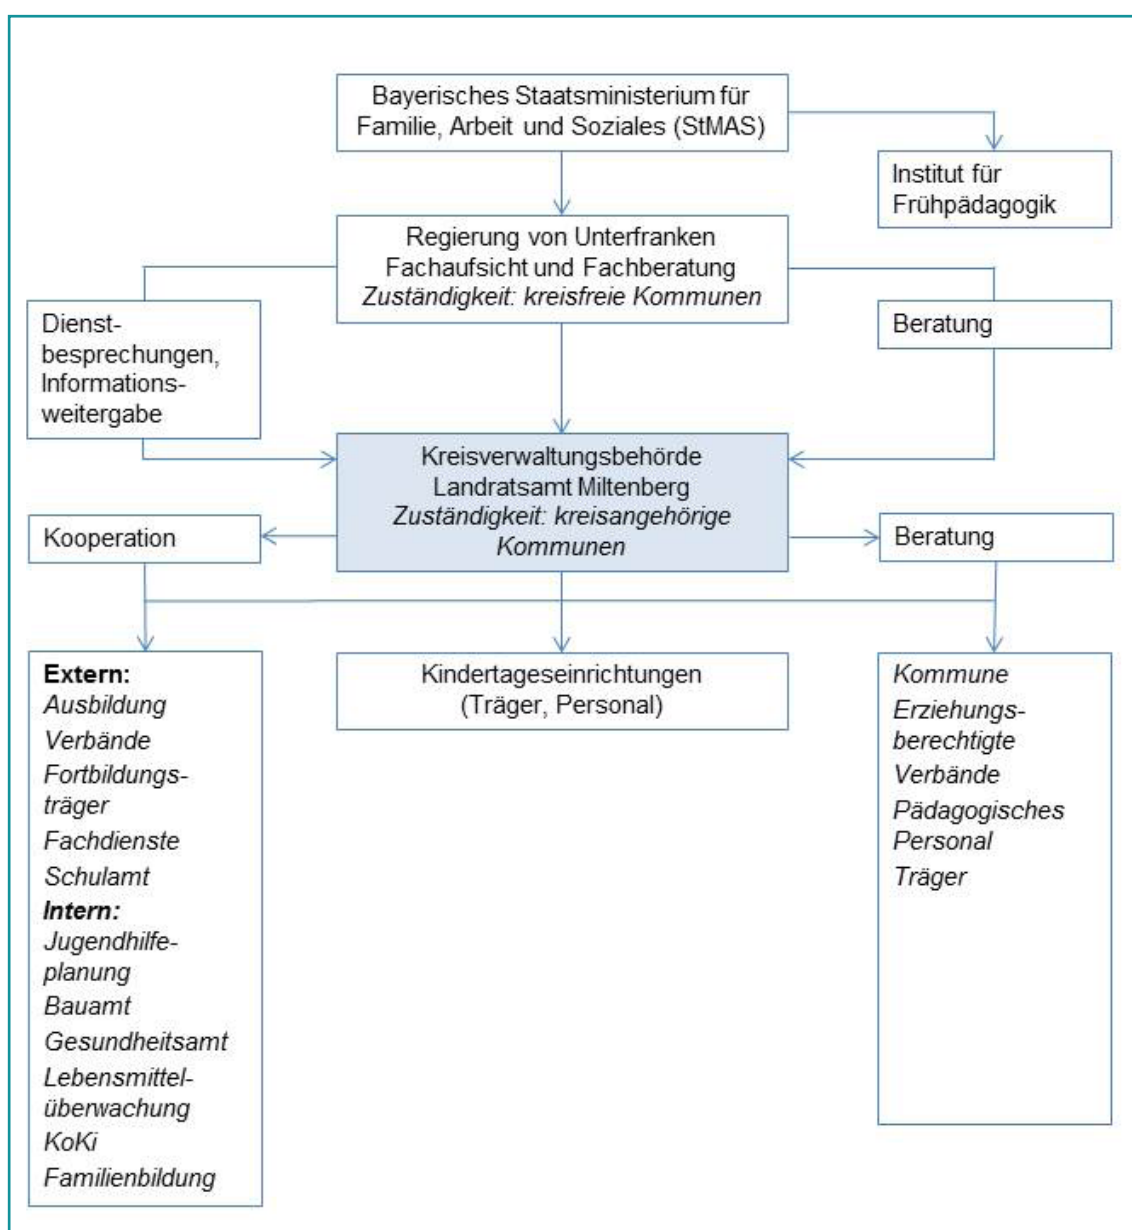 Bayerisches Staatsministerium für
Familie, Arbeit und Soziales (StMAS)
Institut für
Frühpädagogik
Regierung von Unterfranken
Fachaufsicht und Fachberatung
Zuständigkeit: kreisfreie Kommunen
Dienst-
besprechungen,
Informations-
weitergabe
Beratung
Kreisverwaltungsbehörde
Landratsamt Miltenberg
Zuständigkeit: kreisangehörige
Kommunen
Kooperation
Beratung
Extern:
Ausbildung
Verbände
Fortbildungs-
träger
Fachdienste
Schulamt
Intern:
Jugendhilfe-
planung
Bauamt
Gesundheitsamt
Lebensmittel-
überwachung
KoKi
Familienbildung
Kindertageseinrichtungen
(Träger, Personal)
Kommune
Erziehungs-
berechtigte
Verbände
Pädagogisches
Personal
Träger